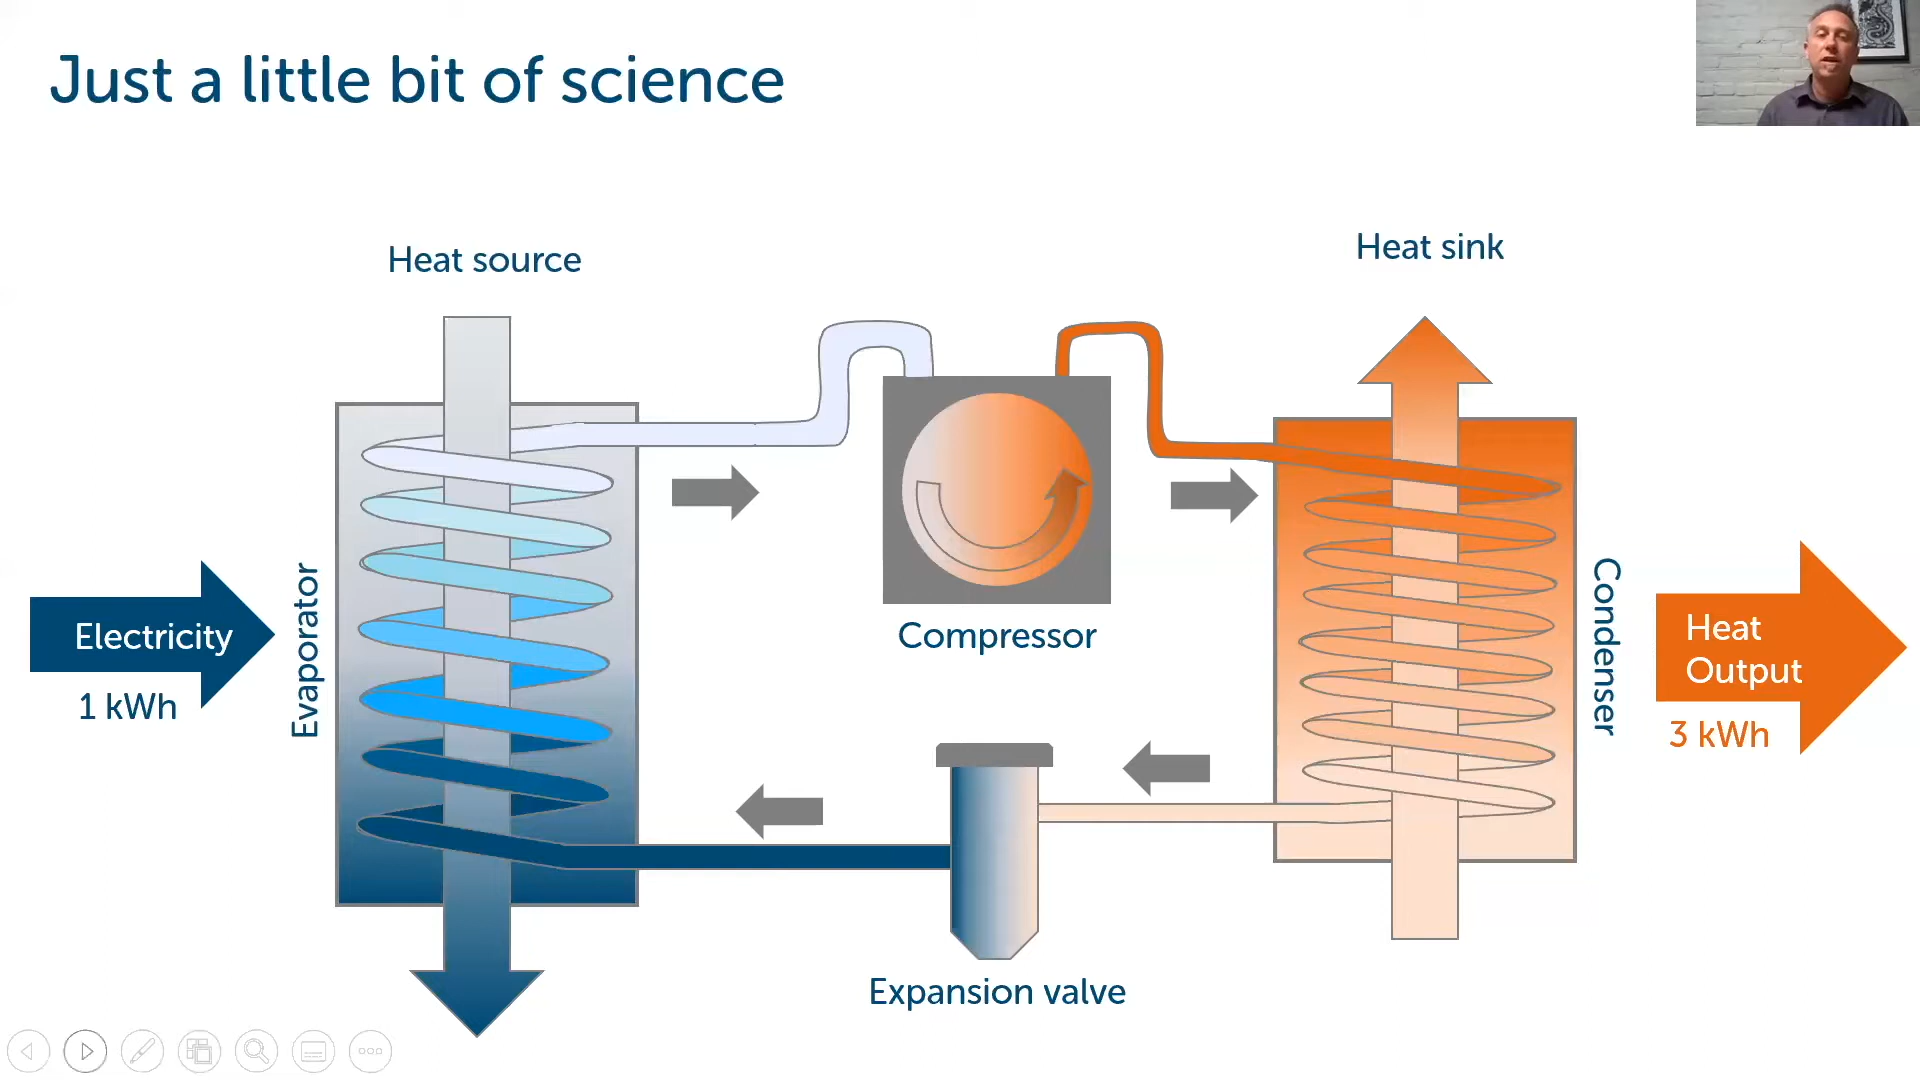 Just a little bit of science
Heat source
Heat sink
Electricity
1 kWh
Evaporator
Compressor
Condenser
Heat
Output
3 kWh
Expansion valve